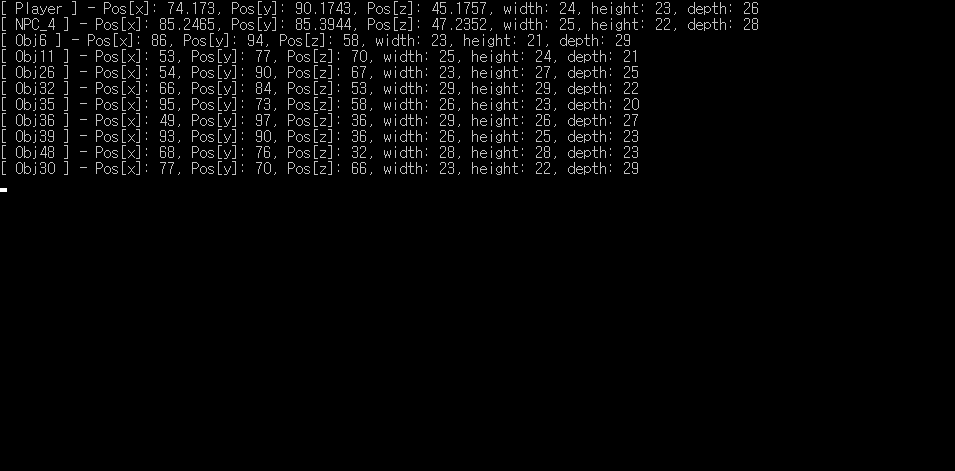 [ Player ] - Pos[x]: 74.173, Pos[y]: 90.1743, Pos[z]: 45.1757, width: 24, height: 23, depth: 26
[ NPC_4 ] - Pos[x]: 85.2465, Pos[y]: 85.3944, Pos[z]: 47.2352, width: 25, height: 22, depth: 28
[ Obj6 ] - Pos[x]: 86, Pos[y]: 94, Pos[z]: 58, width: 23, height: 21, depth: 29
[ Obj11 ] - Pos[x]: 53, Pos[y]: 77, Pos[z]: 70, width: 25, height: 24, depth: 21
[ Obj26 ] - Pos[x]: 54, Pos[y]: 90, Pos[z]: 67, width: 23, height: 27, depth: 25
[ Obj32 ] - Pos[x]: 66, Pos[y]: 84, Pos[z]: 53, width: 29, height: 29, depth: 22
[ Obj35 ] - Pos[x]: 95, Pos[y]: 73, Pos[z]: 58, width: 26, height: 23, depth: 20
[ Obj36 ] - Pos[x]: 49, Pos[y]: 97, Pos[z]: 36, width: 29, height: 26, depth: 27
[ Obj39 ] - Pos[x]: 93, Pos[y]: 90, Pos[z]: 36, width: 26, height: 25, depth: 23
[ Obj48 ] - Pos[x]: 68, Pos[y]: 76, Pos[z]: 32, width: 28, height: 28, depth: 23
[ Obj30 ] - Pos[x]: 77, Pos[y]: 70, Pos[z]: 66, width: 23, height: 22, depth: 29